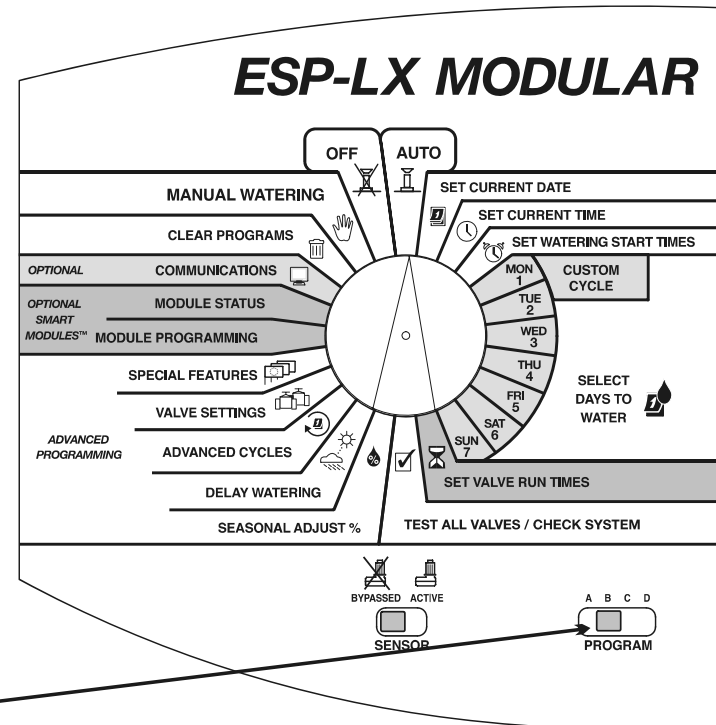 ESP-LX MODULAR
OFF
AUTO
MANUAL WATERING
CLEAR PROGRAMS
OPTIONAL
COMMUNICATIONS
OPTIONAL
SMART
MODULES™
MODULE STATUS
MODULE PROGRAMMING
SPECIAL FEATURES
VALVE SETTINGS
ADVANCED
PROGRAMMING
ADVANCED CYCLES
DELAY WATERING
SEASONAL ADJUST %
SET CURRENT DATE
SET CURRENT TIME
SET WATERING START TIMES
MON
1
CUSTOM
CYCLE
TUE
2
WED
3
THU
4
FRI
5
SAT
6
SUN
7
SELECT
DAYS TO
WATER
1
SET VALVE RUN TIMES
TEST ALL VALVES / CHECK SYSTEM
BYPASSED ACTIVE
SENSOR
A B C D
PROGRAM